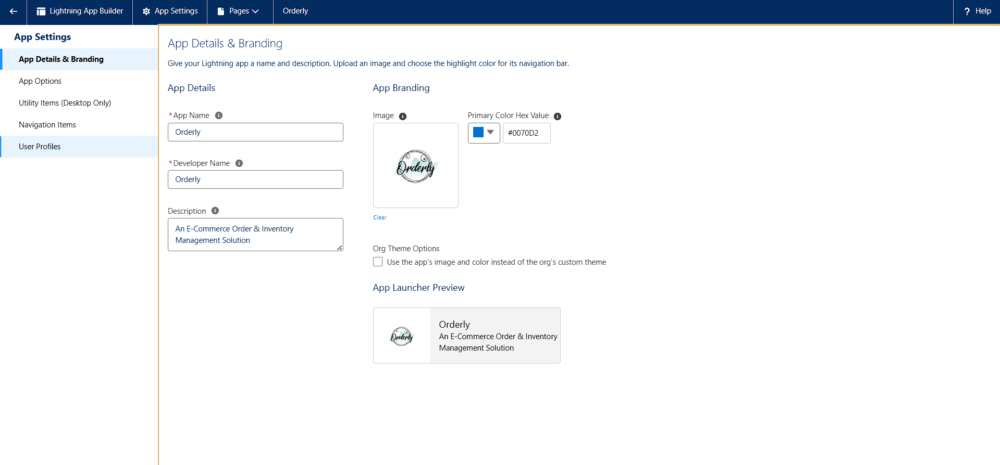 Lightning App Builder
App Settings
Pages
Orderly
? Help
App Settings
App Details & Branding
App Options
Utility Items (Desktop Only)
Navigation Items
User Profiles
App Details & Branding
Give your Lightning app a name and description. Upload an image and choose the highlight color for its navigation bar.
App Details
*App Name
Orderly
*Developer Name
Orderly
Description
An E-Commerce Order & Inventory
Management Solution
App Branding
Image
Orderly
Clear
Primary Color Hex Value
#0070D2
Org Theme Options
Use the app's image and color instead of the org's custom theme
App Launcher Preview
Orderly
Orderly
An E-Commerce Order & Inventory
Management Solution